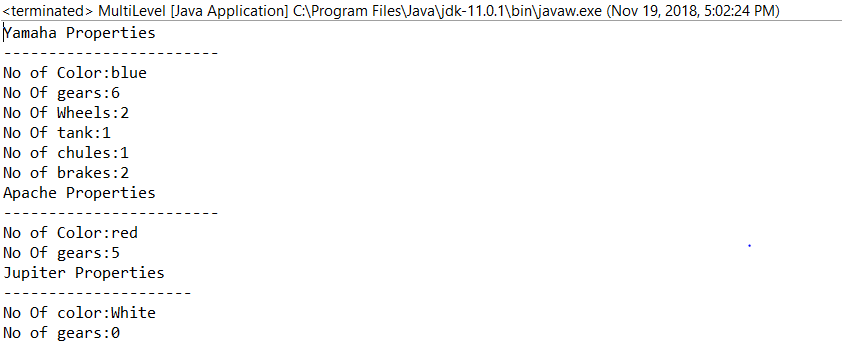 <terminated> MultiLevel [Java Application] C:\Program Files\Java\jdk-11.0.1\bin\javaw.exe (Nov 19, 2018, 5:02:24 PM)
Yamaha Properties
------------------------
No of Color:blue
No Of gears:6
No Of Wheels:2
No Of tank:1
No of chules:1
No of brakes:2
Apache Properties
------------------------
No of Color:red
No Of gears:5
Jupiter Properties
---------------------
No Of color:White
No of gears:0